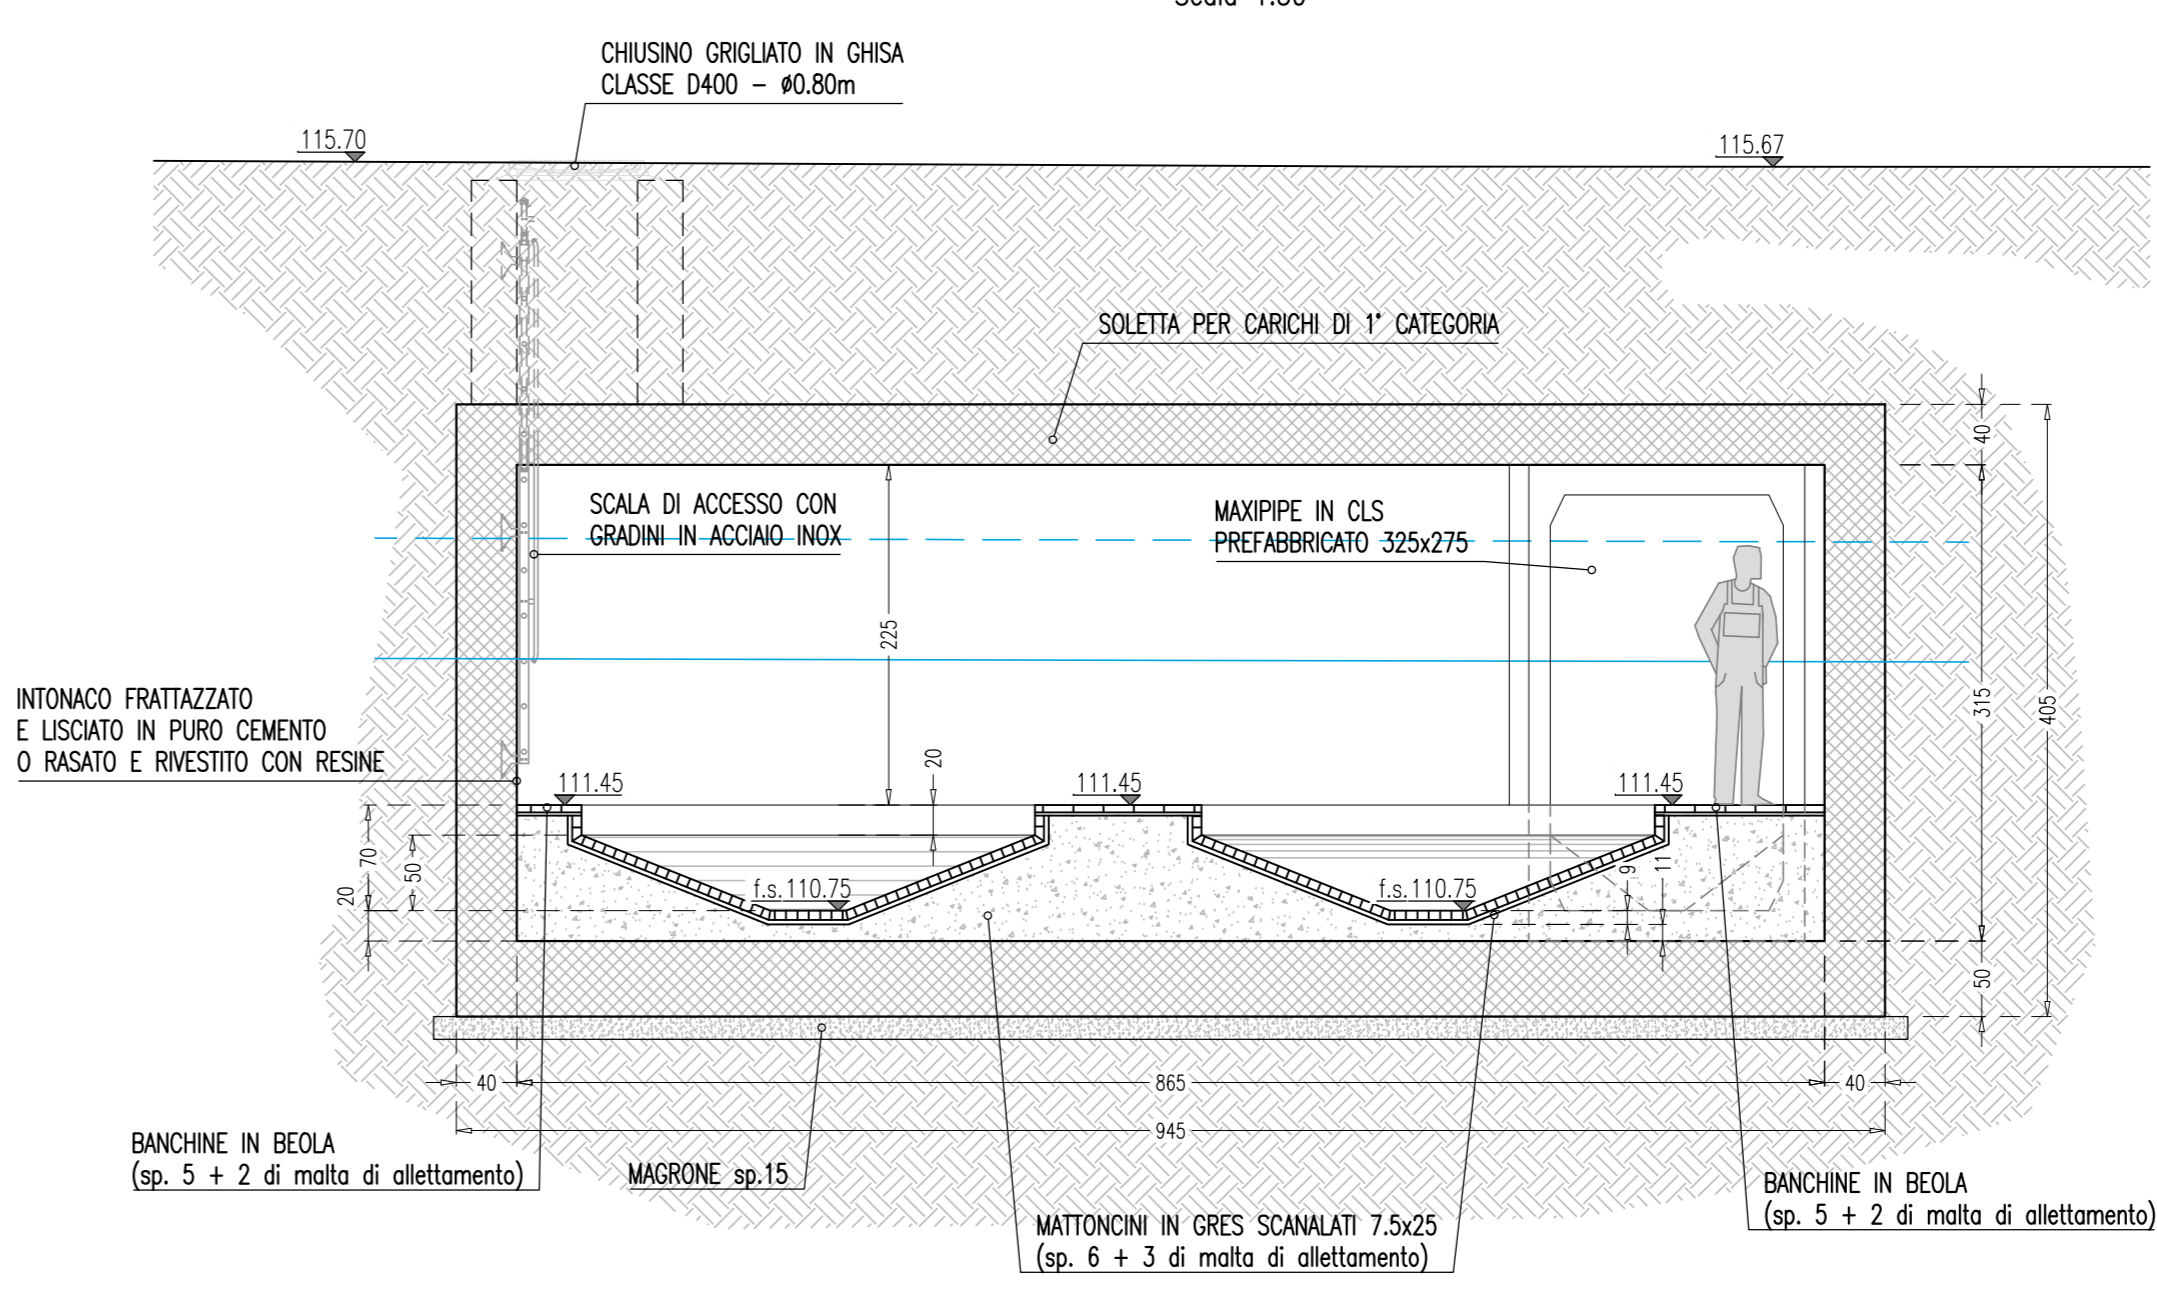 CHIUSINO GRIGLIATO IN GHISA
CLASSE D400 - ø0.80m
115.70
115.67
SOLETTA PER CARICHI DI 1° CATEGORIA
40
SCALA DI ACCESSO CON
GRADINI IN ACCIAIO INOX
MAXIPIPE IN CLS
PREFABBRICATO 325x275
225
315
405
INTONACO FRATTAZZATO
E LISCIATO IN PURO CEMENTO
O RASATO E RIVESTITO CON RESINE
20
111.45
111.45
111.45
70
50
20
f.s.110.75
f.s.110.75
9
11
50
40
865
40
945
BANCHINE IN BEOLA
(sp. 5 + 2 di malta di allettamento)
MAGRONE sp.15
MATTONCINI IN GRES SCANALATI 7.5x25
(sp. 6 + 3 di malta di allettamento)
BANCHINE IN BEOLA
(sp. 5 + 2 di malta di allettamento)